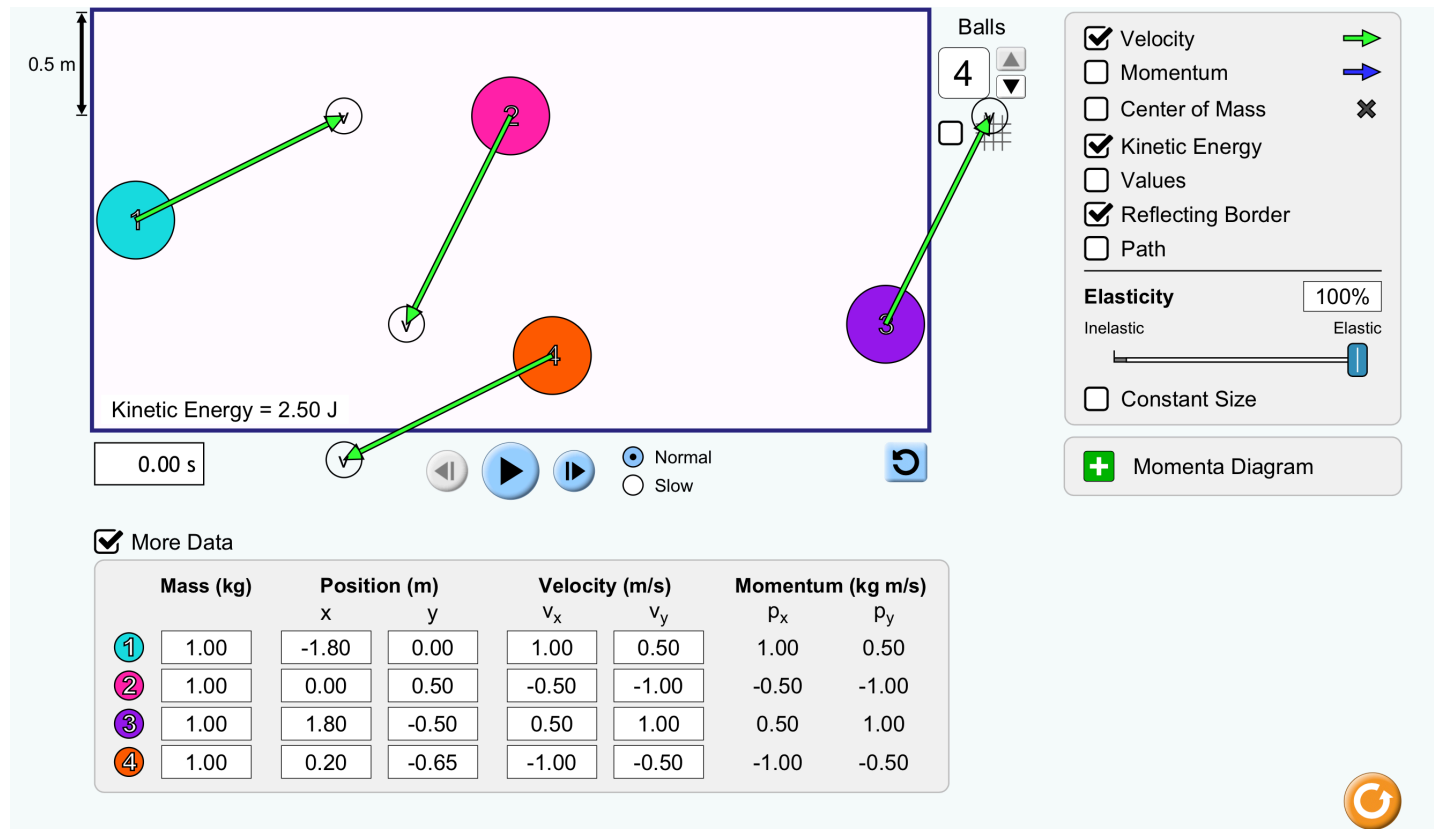 0.5 m
1
2
3
4
v
v
v
v
Kinetic Energy = 2.50 J
Balls
4
Velocity
Momentum
Center of Mass
Kinetic Energy
Values
Reflecting Border
Path
Elasticity 100%
Inelastic Elastic
Constant Size
Momenta Diagram
0.00 s
Normal
Slow
More Data
Mass (kg) Position (m) Velocity (m/s) Momentum (kg m/s)
x y vx vy px py
1 1.00 -1.80 0.00 1.00 0.50 1.00 0.50
2 1.00 0.00 0.50 -0.50 -1.00 -0.50 -1.00
3 1.00 1.80 -0.50 0.50 1.00 0.50 1.00
4 1.00 0.20 -0.65 -1.00 -0.50 -1.00 -0.50